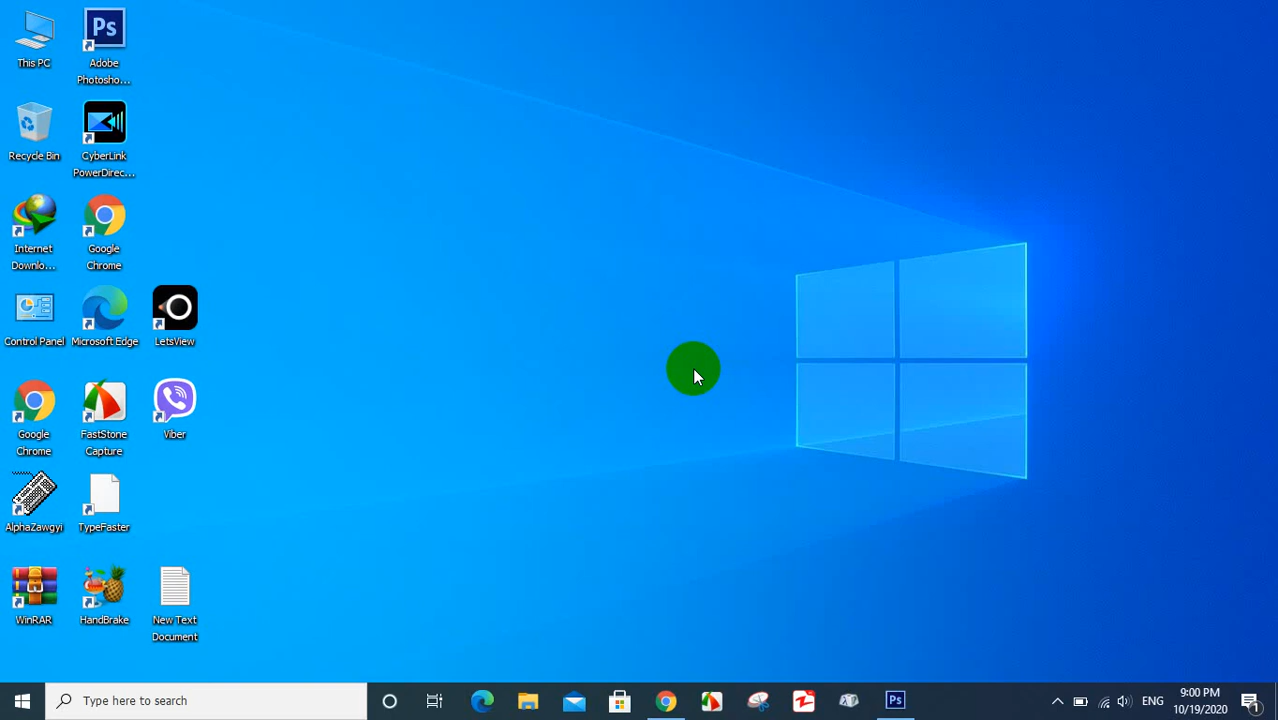 This PC
Ps
Adobe
Photosho...
Recycle Bin
CyberLink
PowerDirec...
Internet
Downlo...
Google
Chrome
Control Panel
Microsoft Edge
LetsView
Google
Chrome
FastStone
Capture
Viber
AlphaZawgyi
TypeFaster
WinRAR
HandBrake
New Text
Document
Type here to search
Ps
ENG
9:00 PM
10/19/2020
1